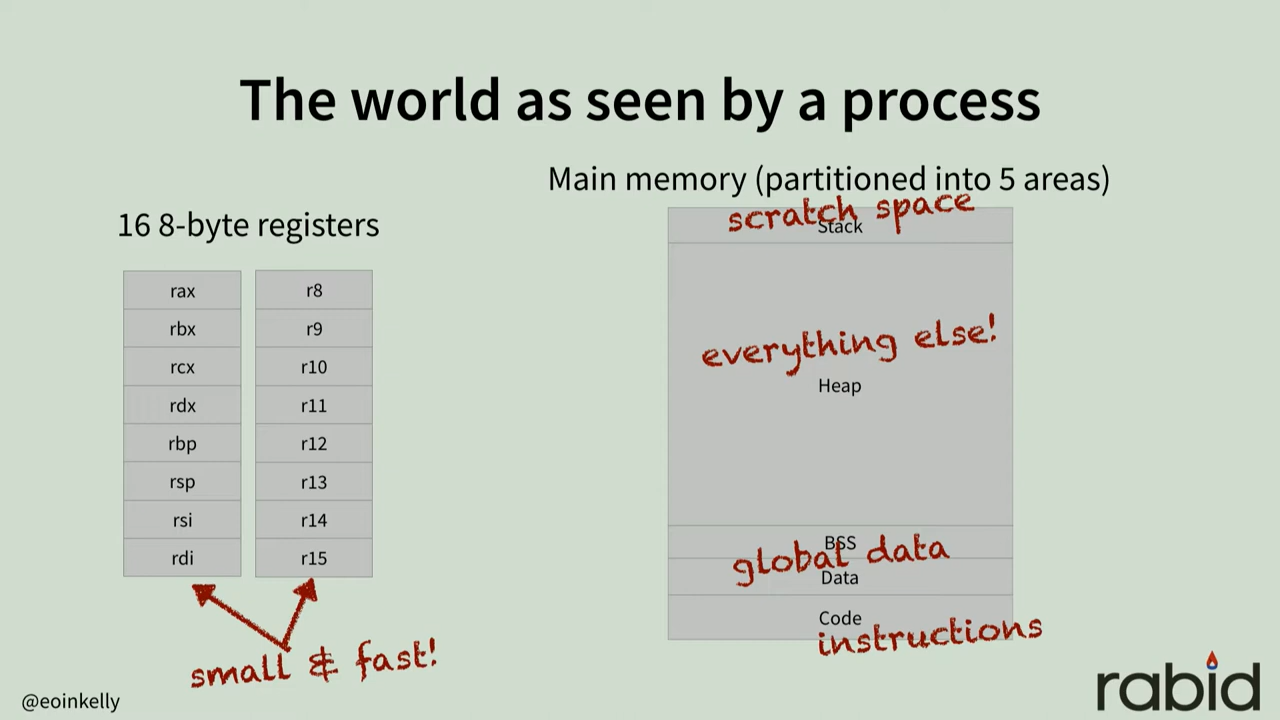 The world as seen by a process
Main memory (partitioned into 5 areas)
16 8-byte registers
rax
rbx
rcx
rdx
rbp
rsp
rsi
rdi
r8
r9
r10
r11
r12
r13
r14
r15
small & fast!
scratch space
Stack
everything else!
Heap
BSS
global data
Data
Code
instructions
@eoinkelly
rabid